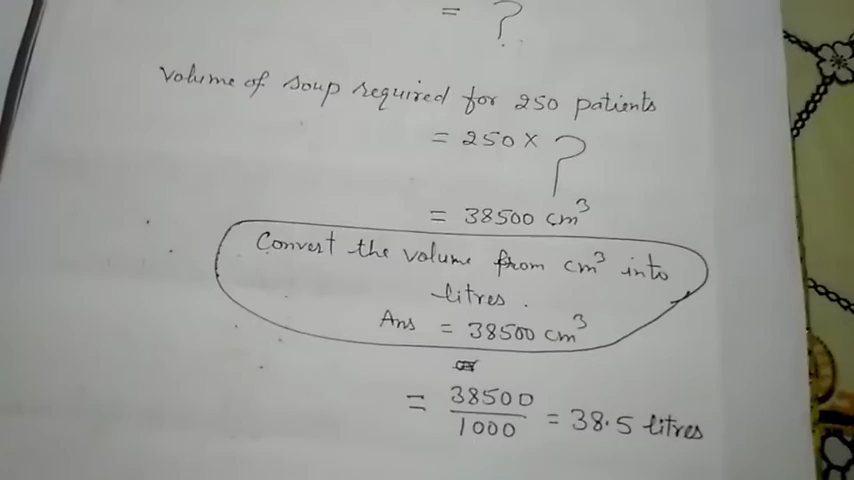 = ?
Volume of soup required for 250 patients
= 250 × ?
= 38500 cm³
Convert the volume from cm³ into
litres.
Ans = 38500 cm³
= 38500/1000 = 38.5 litres